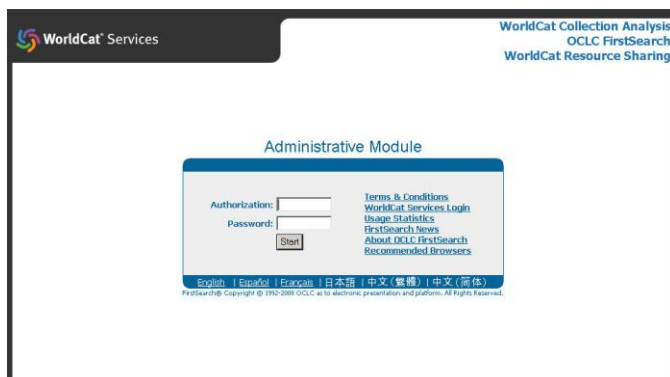 WorldCat® Services
WorldCat Collection Analysis
OCLC FirstSearch
WorldCat Resource Sharing
Administrative Module
Authorization:
Password:
Start
Terms & Conditions
WorldCat Services Login
Usage Statistics
FirstSearch News
About OCLC FirstSearch
Recommended Browsers
English | Español | Français | 日本語 | 中文(繁體) | 中文(简体)
FirstSearch® Copyright © 1992-2008 OCLC as to electronic presentation and platform. All Rights Reserved.